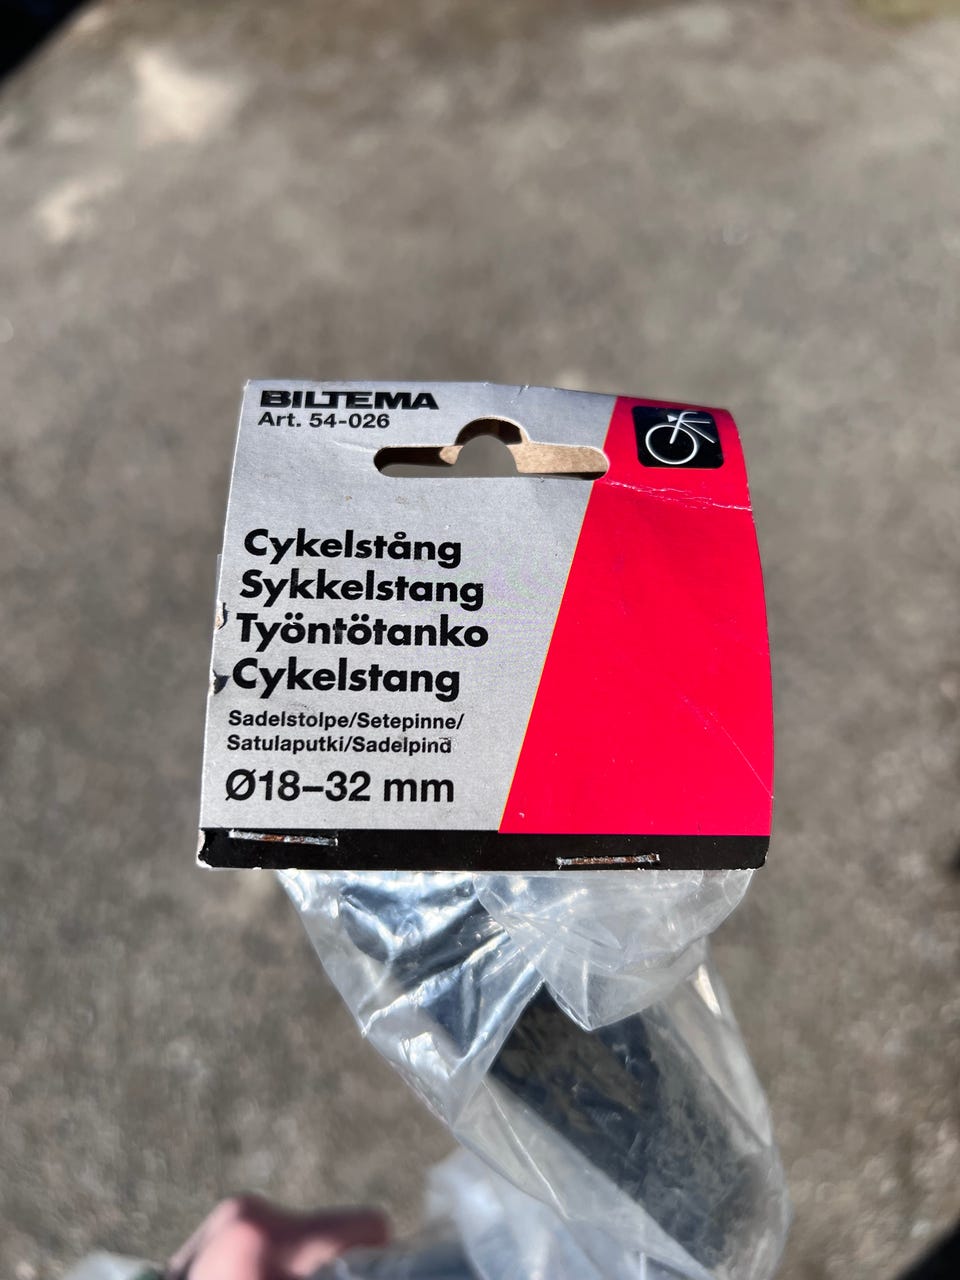 BILTEMA
Art. 54-026
Cykelstång
Sykkelstang
Työntötanko
Cykelstang
Sadelstolpe/Setepinne/
Satulaputki/Sadelpind
Ø18–32 mm